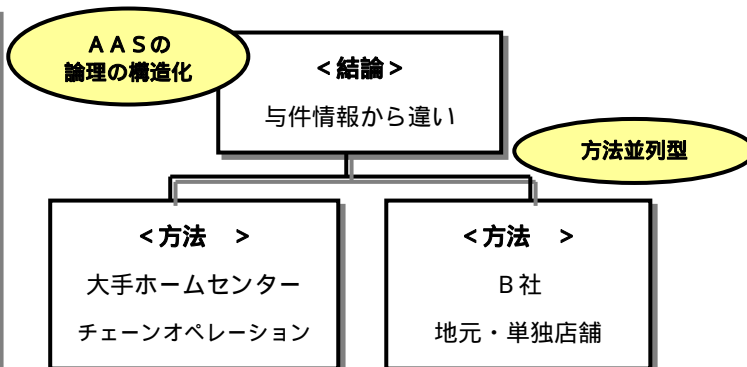 ＡＡＳの
論理の構造化
＜結論＞
与件情報から違い
方法並列型
＜方法　＞
大手ホームセンター
チェーンオペレーション
＜方法　＞
Ｂ社
地元・単独店舗